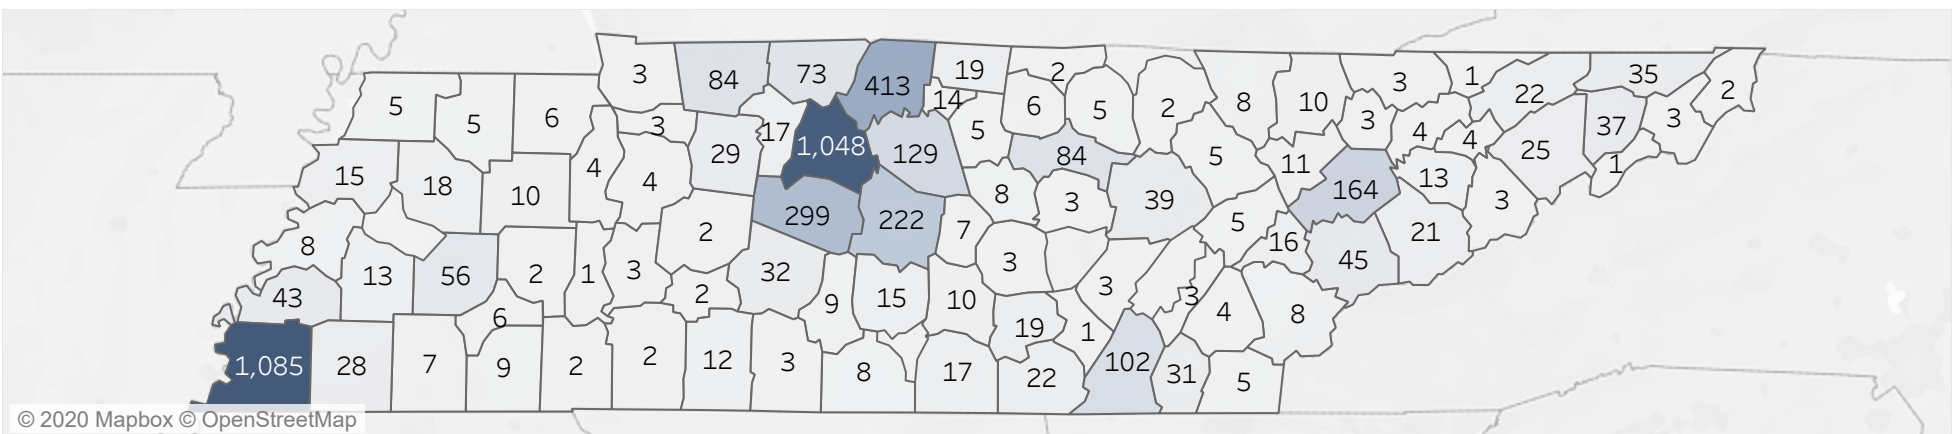 3 84 73 413 19 2 3 1 22 35 2
5 5 6 3 17 14 6 5 2 8 10 3 4 4 37 3
29 1,048 129 5 84 5 11 25 1
15 18 10 4 4 8 3 39 164 13 3
8 299 222 7 5 16 21
13 56 2 1 3 2 32 3 45
43 6 2 9 15 10 19 3 3 4 8
1,085 28 7 9 2 2 12 3 8 17 22 1 102 31 5
© 2020 Mapbox © OpenStreetMap